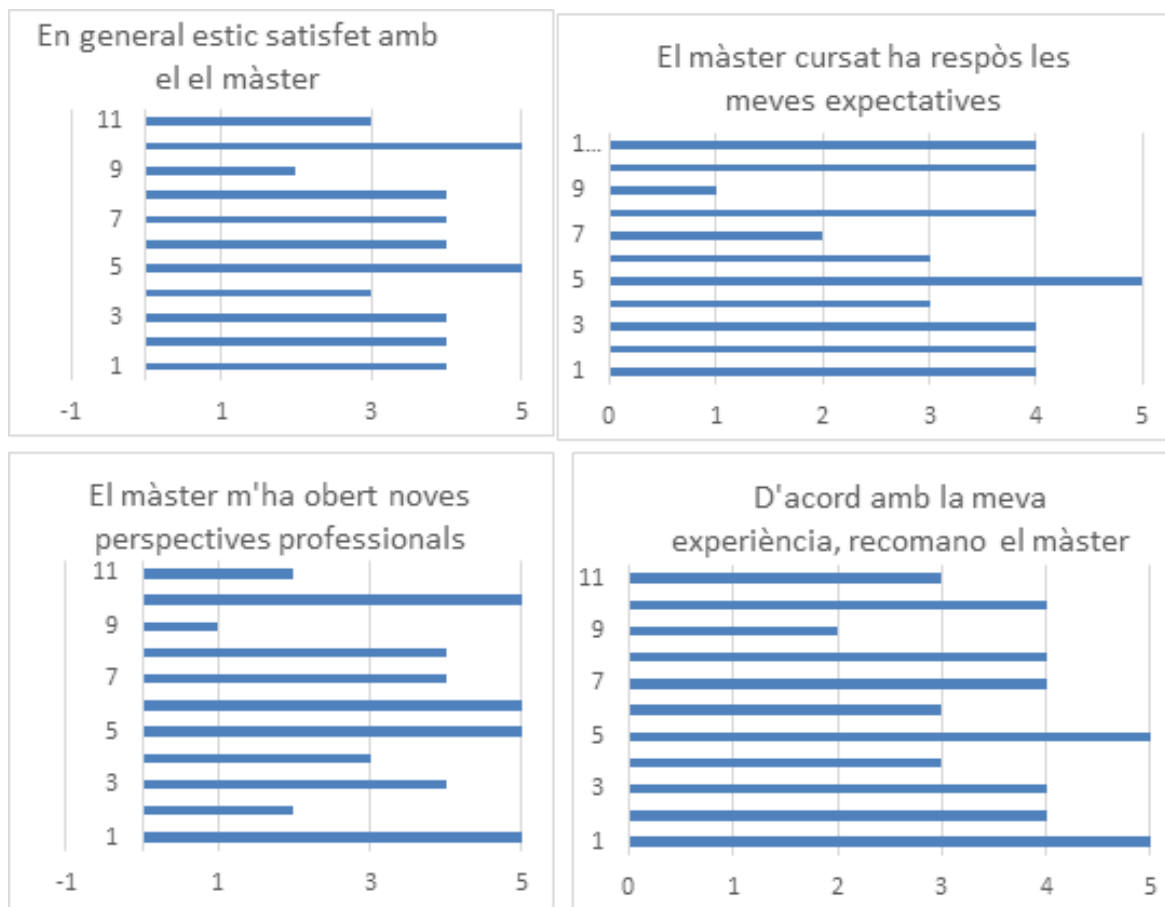 En general estic satisfet amb
el el màster
11
9
7
5
3
1
-1 1 3 5
El màster cursat ha respòs les
meves expectatives
1...
9
7
5
3
1
0 1 2 3 4 5
El màster m'ha obert noves
perspectives professionals
11
9
7
5
3
1
-1 1 3 5
D'acord amb la meva
experiència, recomano el màster
11
9
7
5
3
1
0 1 2 3 4 5